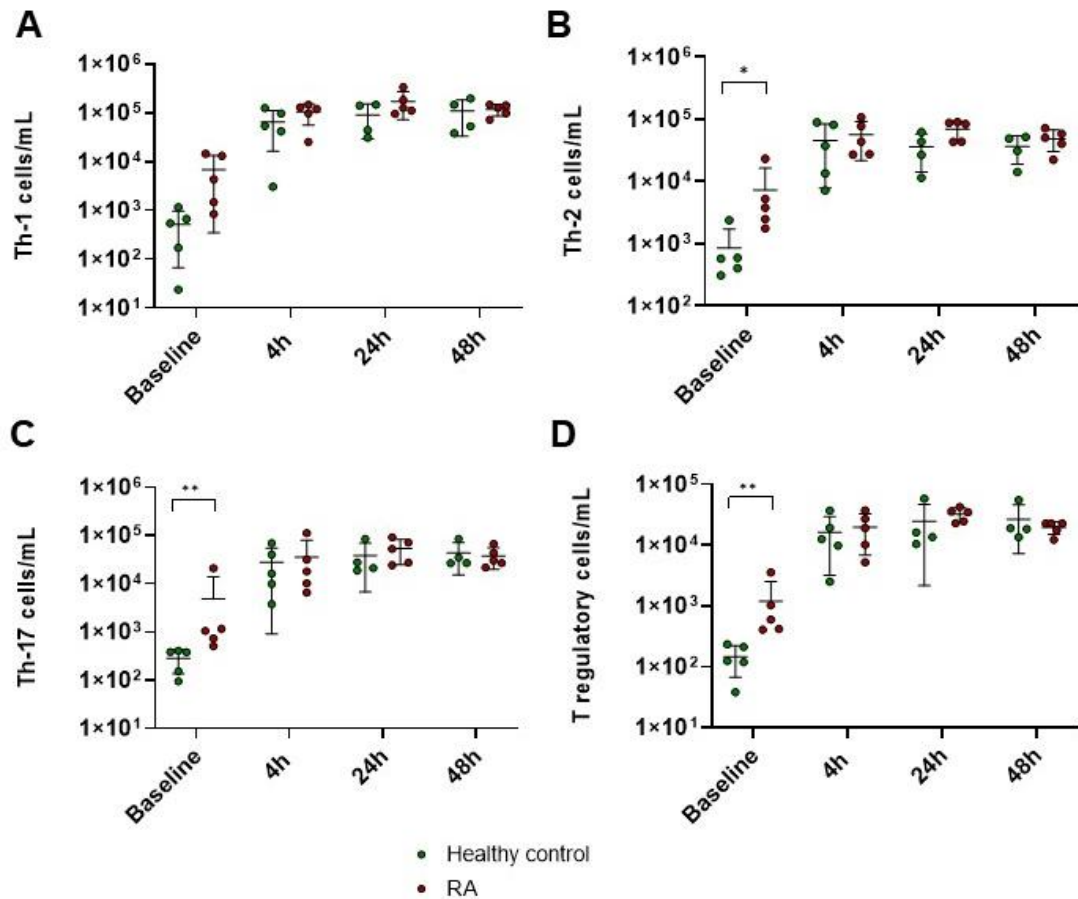 A
Th-1 cells/mL
1×10⁶
1×10⁵
1×10⁴
1×10³
1×10²
1×10¹
Baseline
4h
24h
48h
B
Th-2 cells/mL
1×10⁶
1×10⁵
1×10⁴
1×10³
1×10²
*
Baseline
4h
24h
48h
C
Th-17 cells/mL
1×10⁶
1×10⁵
1×10⁴
1×10³
1×10²
1×10¹
**
Baseline
4h
24h
48h
D
T regulatory cells/mL
1×10⁵
1×10⁴
1×10³
1×10²
1×10¹
**
Baseline
4h
24h
48h
Healthy control
RA